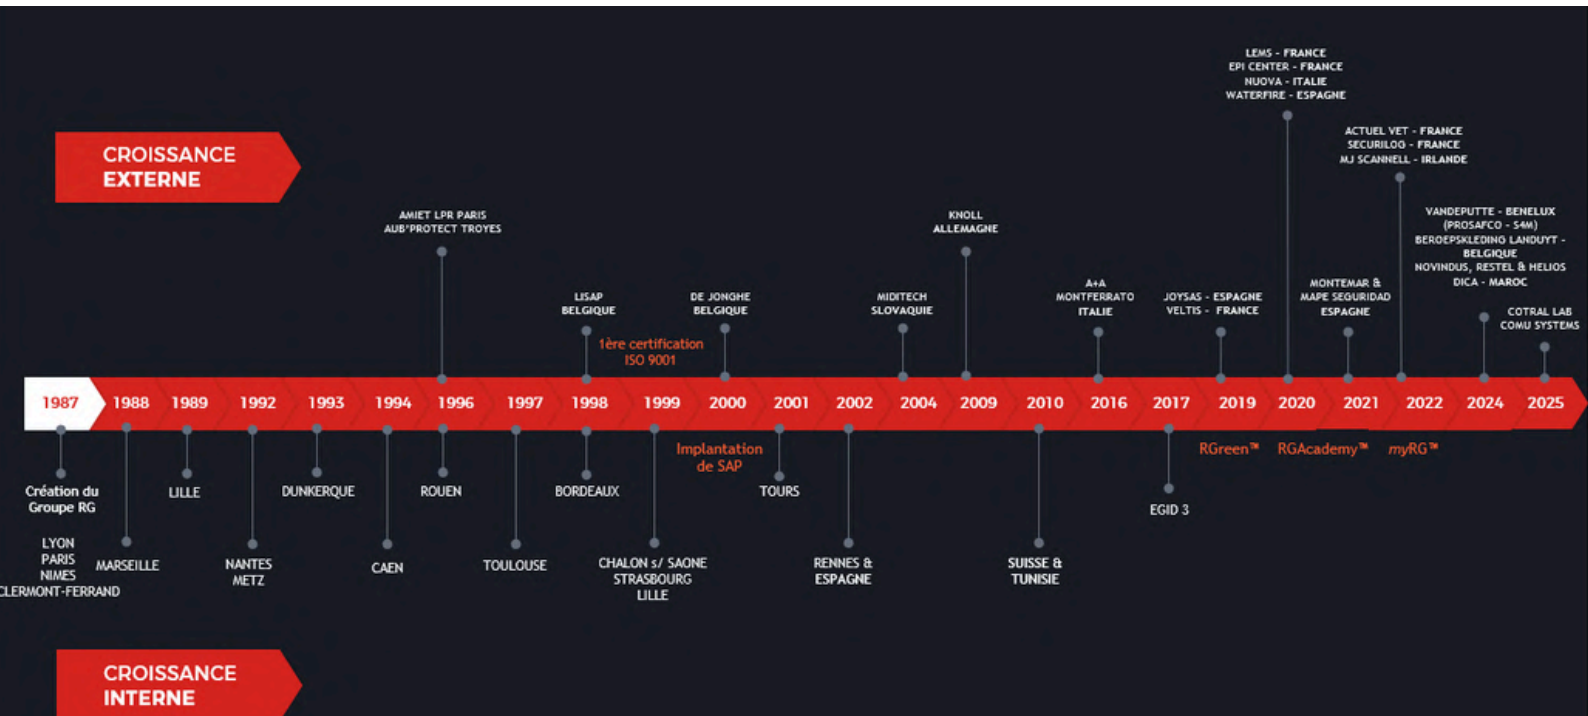 LEMS - FRANCE
EPI CENTER - FRANCE
NUOVA - ITALIE
WATERFIRE - ESPAGNE
ACTUEL VET - FRANCE
SECURILOG - FRANCE
MJ SCANNELL - IRLANDE
CROISSANCE
EXTERNE
AMIET LPR PARIS
AUB'PROTECT TROYES
KNOLL
ALLEMAGNE
VANDEPUTTE - BENELUX
(PROSAFCO - S4M)
BEROEPSKLEDING LANDUYT -
BELGIQUE
NOVINDUS, RESTEL & HELIOS
DICA - MAROC
LISAP
BELGIQUE
DE JONGHE
BELGIQUE
MIDITECH
SLOVAQUIE
A+A
MONTFERRATO
ITALIE
JOYSAS - ESPAGNE
VELTIS - FRANCE
MONTEMAR &
MAPE SEGURIDAD
ESPAGNE
COTRAL LAB
COMU SYSTEMS
1ère certification
ISO 9001
1987
1988
1989
1992
1993
1994
1996
1997
1998
1999
2000
2001
2002
2004
2009
2010
2016
2017
2019
2020
2021
2022
2024
2025
Implantation
de SAP
RGreen™
RGAcademy™
myRG™
Création du
Groupe RG
LYON
PARIS
NIMES
CLERMONT-FERRAND
MARSEILLE
LILLE
NANTES
METZ
DUNKERQUE
CAEN
ROUEN
TOULOUSE
BORDEAUX
CHALON s/ SAONE
STRASBOURG
LILLE
TOURS
RENNES &
ESPAGNE
SUISSE &
TUNISIE
EGID 3
CROISSANCE
INTERNE